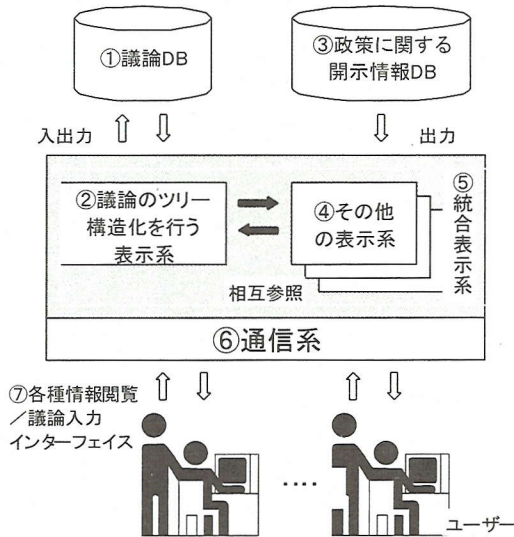 ①議論DB
③政策に関する
開示情報DB
入出力
出力
②議論のツリー
構造化を行う
表示系
④その他
の表示系
⑤統合表示系
相互参照
⑥通信系
⑦各種情報閲覧
／議論入力
インターフェイス
‥‥
ユーザー